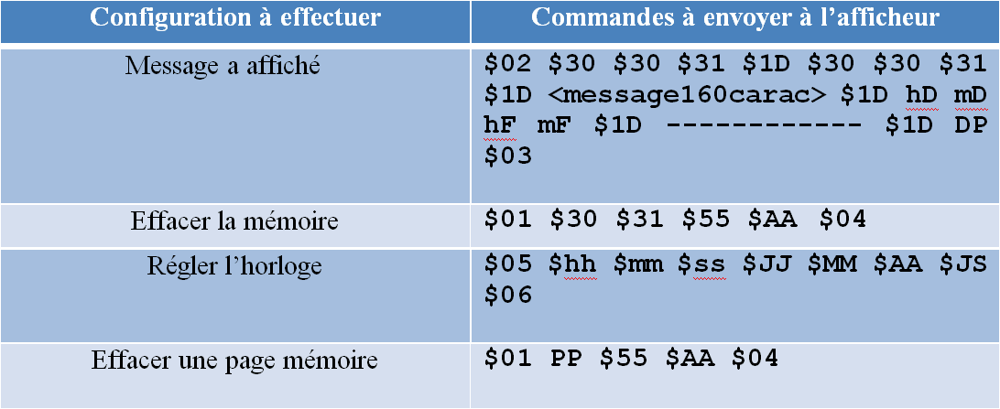 Configuration à effectuer
Commandes à envoyer à l’afficheur
Message a affiché
$02 $30 $30 $31 $1D $30 $30 $31
$1D <message160carac> $1D hD mD
hF mF $1D ------------ $1D DP
$03
Effacer la mémoire
$01 $30 $31 $55 $AA $04
Régler l’horloge
$05 $hh $mm $ss $JJ $MM $AA $JS
$06
Effacer une page mémoire
$01 PP $55 $AA $04